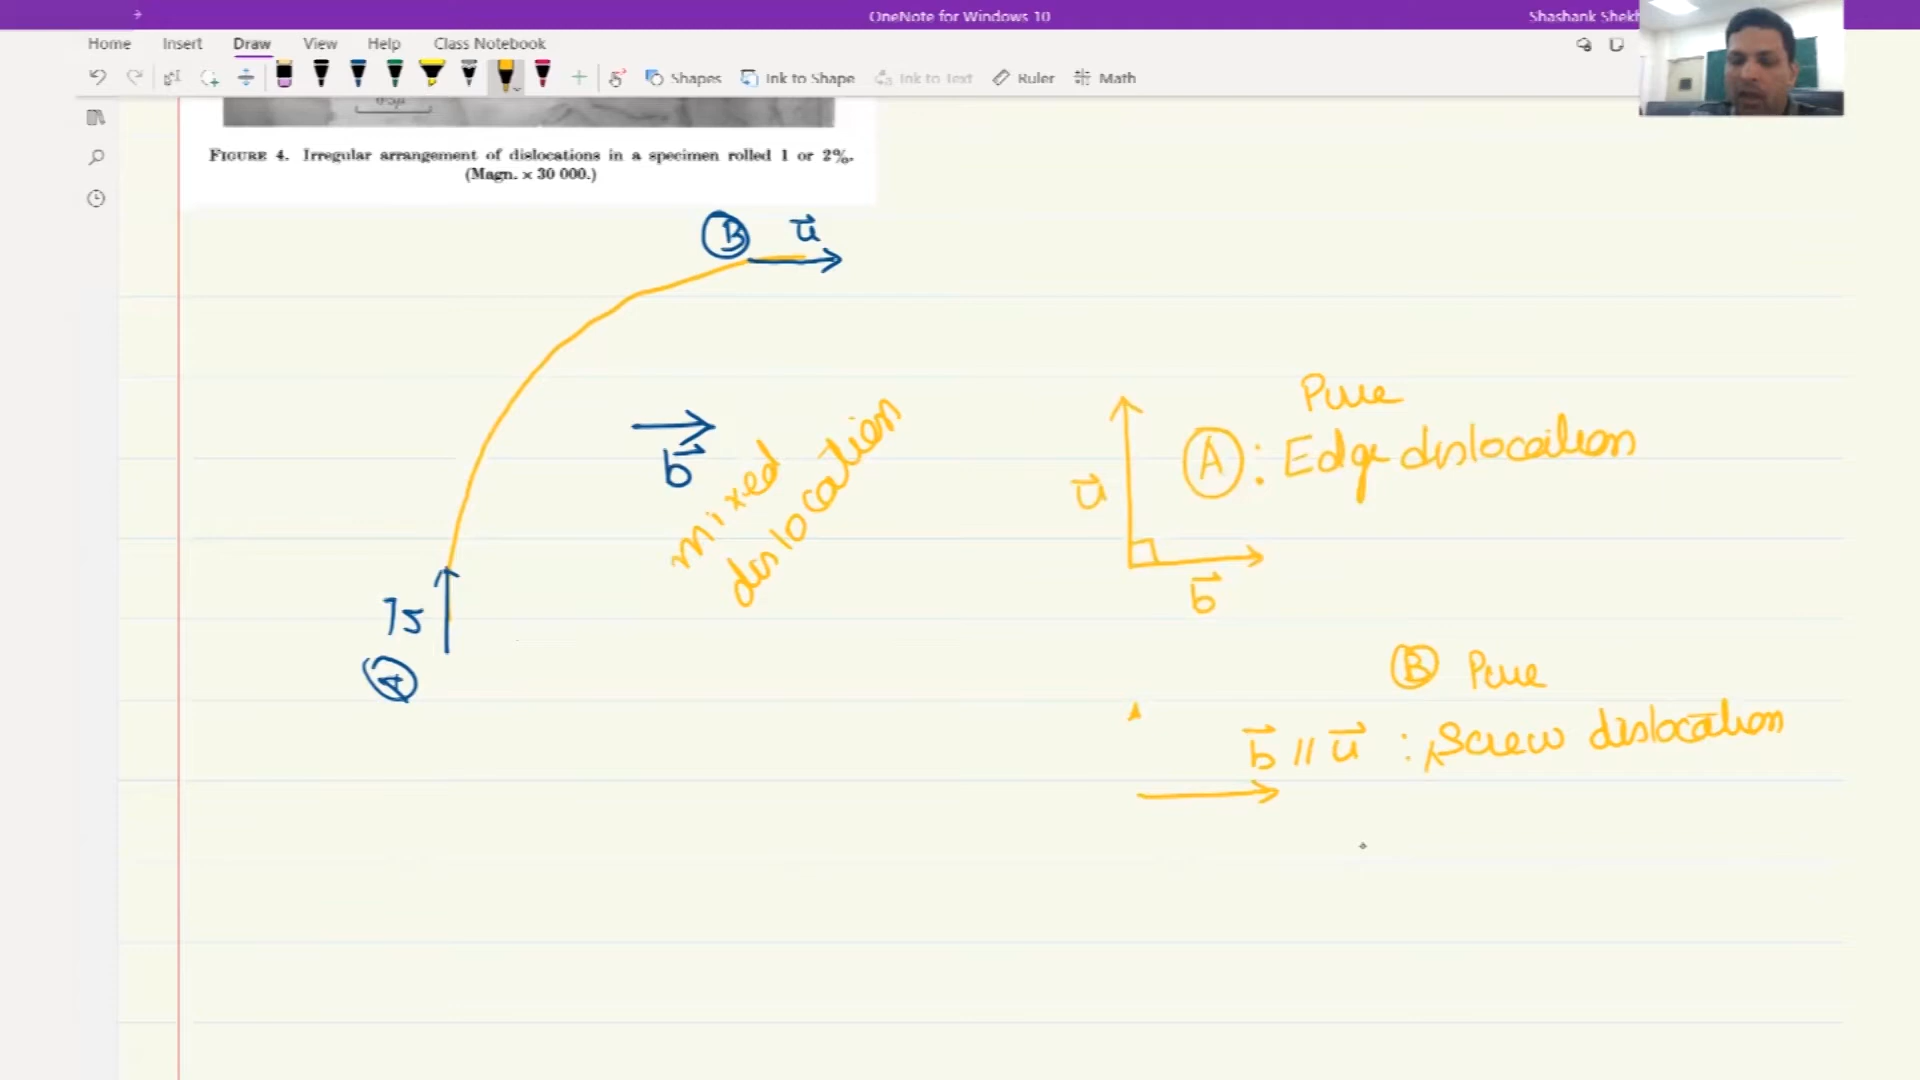 OneNote for Windows 10
Shashank Shekh
Home Insert Draw View Help Class Notebook
Shapes Ink to Shape Ink to Text Ruler Math
FIGURE 4. Irregular arrangement of dislocations in a specimen rolled 1 or 2%.
(Magn. × 30 000.)
B u⃗
b⃗
mixed
dislocation
u⃗
A
Pure
A : Edge dislocation
u⃗
b⃗
B Pure
b⃗ // u⃗ : Screw dislocation